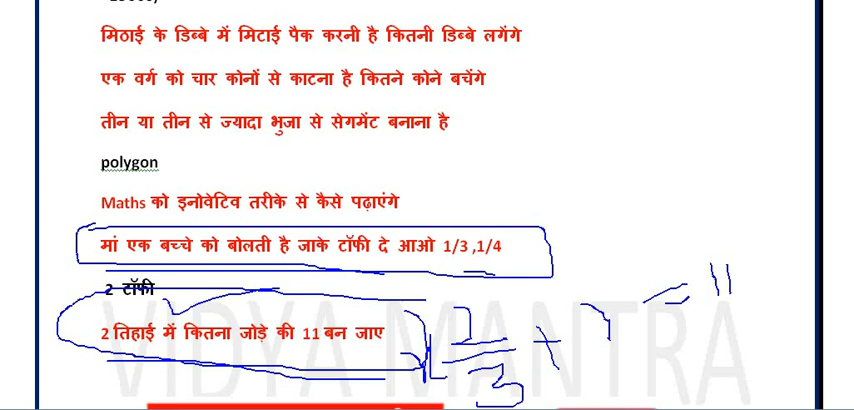 मिठाई के डिब्बे में मिटाई पैक करनी है कितनी डिब्बे लगेंगे
एक वर्ग को चार कोनों से काटना है कितने कोने बचेंगे
तीन या तीन से ज्यादा भुजा से सेगमेंट बनाना है
polygon
Maths को इनोवेटिव तरीके से कैसे पढ़ाएंगे
मां एक बच्चे को बोलती है जाके टॉफी दे आओ 1/3 ,1/4
2 टॉफी
2 तिहाई में कितना जोड़े की 11 बन जाए
VIDYA MANTRA